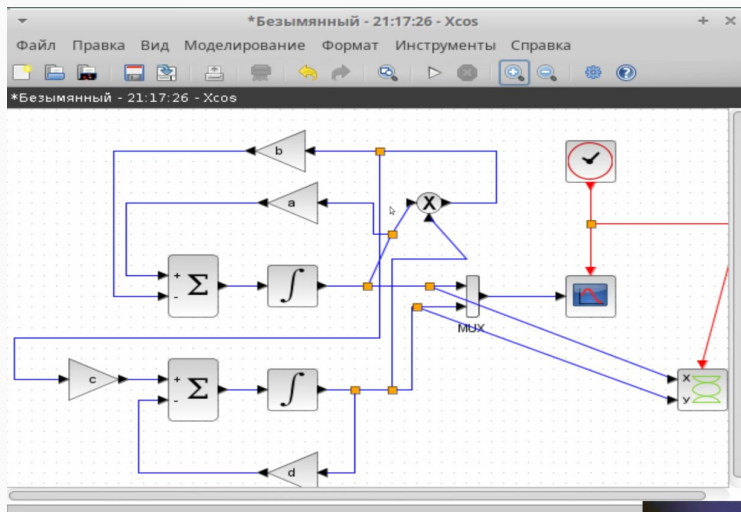 *Безымянный - 21:17:26 - Xcos
Файл Правка Вид Моделирование Формат Инструменты Справка
*Безымянный - 21:17:26 - Xcos
b
a
X
+
-
Σ
∫
MUX
X
Y
c
+
-
Σ
∫
d